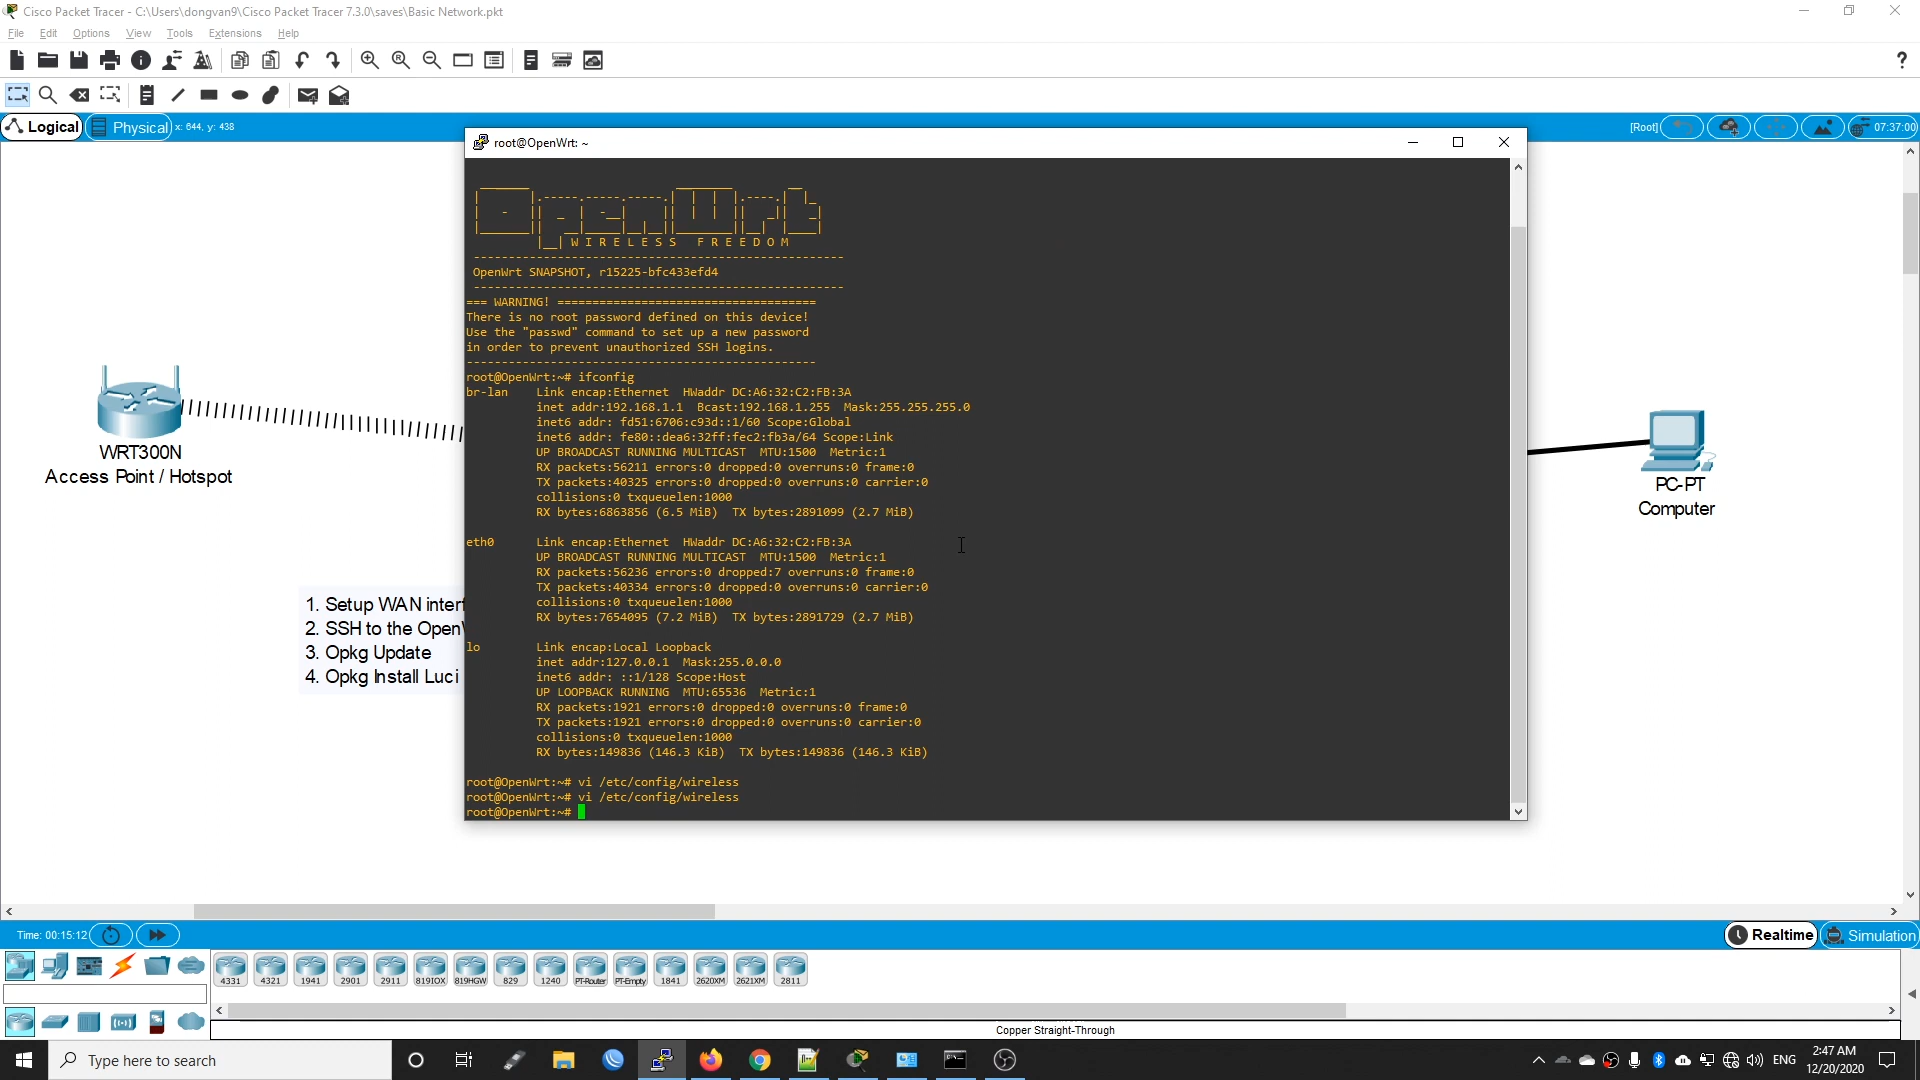 Cisco Packet Tracer - C:\Users\dongvan9\Cisco Packet Tracer 7.3.0\saves\Basic Network.pkt
File Edit Options View Tools Extensions Help
Logical Physical x: 644, y: 438 [Root] 07:37:00
root@OpenWrt: ~
W I R E L E S S   F R E E D O M
-----------------------------------------------------
OpenWrt SNAPSHOT, r15225-bfc433efd4
-----------------------------------------------------
=== WARNING! =====================================
There is no root password defined on this device!
Use the "passwd" command to set up a new password
in order to prevent unauthorized SSH logins.
--------------------------------------------------
root@OpenWrt:~# ifconfig
br-lan    Link encap:Ethernet  HWaddr DC:A6:32:C2:FB:3A
inet addr:192.168.1.1  Bcast:192.168.1.255  Mask:255.255.255.0
inet6 addr: fd51:6706:c93d::1/60 Scope:Global
inet6 addr: fe80::dea6:32ff:fec2:fb3a/64 Scope:Link
UP BROADCAST RUNNING MULTICAST  MTU:1500  Metric:1
RX packets:56211 errors:0 dropped:0 overruns:0 frame:0
TX packets:40325 errors:0 dropped:0 overruns:0 carrier:0
collisions:0 txqueuelen:1000
RX bytes:6863856 (6.5 MiB)  TX bytes:2891099 (2.7 MiB)
eth0      Link encap:Ethernet  HWaddr DC:A6:32:C2:FB:3A
UP BROADCAST RUNNING MULTICAST  MTU:1500  Metric:1
RX packets:56236 errors:0 dropped:7 overruns:0 frame:0
TX packets:40334 errors:0 dropped:0 overruns:0 carrier:0
collisions:0 txqueuelen:1000
RX bytes:7654095 (7.2 MiB)  TX bytes:2891729 (2.7 MiB)
lo        Link encap:Local Loopback
inet addr:127.0.0.1  Mask:255.0.0.0
inet6 addr: ::1/128 Scope:Host
UP LOOPBACK RUNNING  MTU:65536  Metric:1
RX packets:1921 errors:0 dropped:0 overruns:0 frame:0
TX packets:1921 errors:0 dropped:0 overruns:0 carrier:0
collisions:0 txqueuelen:1000
RX bytes:149836 (146.3 KiB)  TX bytes:149836 (146.3 KiB)
root@OpenWrt:~# vi /etc/config/wireless
root@OpenWrt:~# vi /etc/config/wireless
root@OpenWrt:~#
WRT300N
Access Point / Hotspot
1. Setup WAN interf
2. SSH to the OpenW
3. Opkg Update
4. Opkg Install Luci
PC-PT
Computer
Time: 00:15:12 Realtime Simulation
4331 4321 1941 2901 2911 819IOX 819HGW 829 1240 PT-Router PT-Empty 1841 2620XM 2621XM 2811
Copper Straight-Through
Type here to search
ENG 2:47 AM
12/20/2020